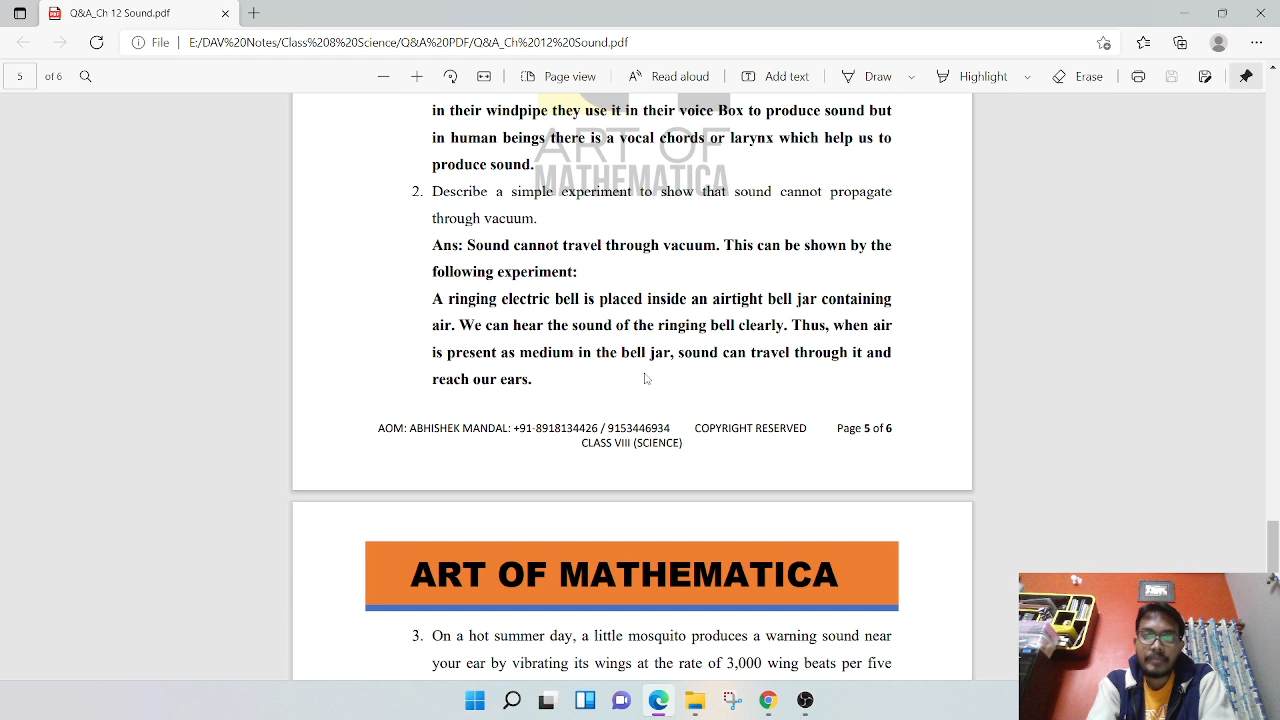 Q&A_Ch 12 Sound.pdf
File
E:/DAV%20Notes/Class%208%20Science/Q&A%20PDF/Q&A_Ch%2012%20Sound.pdf
5 of 6
Page view
Read aloud
Add text
Draw
Highlight
Erase
in their windpipe they use it in their voice Box to produce sound but
in human beings there is a vocal chords or larynx which help us to
produce sound.
ART OF
MATHEMATICA
2. Describe a simple experiment to show that sound cannot propagate
through vacuum.
Ans: Sound cannot travel through vacuum. This can be shown by the
following experiment:
A ringing electric bell is placed inside an airtight bell jar containing
air. We can hear the sound of the ringing bell clearly. Thus, when air
is present as medium in the bell jar, sound can travel through it and
reach our ears.
AOM: ABHISHEK MANDAL: +91-8918134426 / 9153446934 COPYRIGHT RESERVED Page 5 of 6
CLASS VIII (SCIENCE)
ART OF MATHEMATICA
3. On a hot summer day, a little mosquito produces a warning sound near
your ear by vibrating its wings at the rate of 3,000 wing beats per five